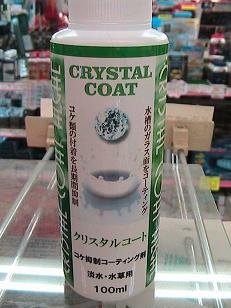 CRYSTAL
COAT
水槽のガラス面をコーティング
コケ類の付着を長期間抑制
クリスタルコート
コケ抑制コーティング剤
淡水・水草用
100ml